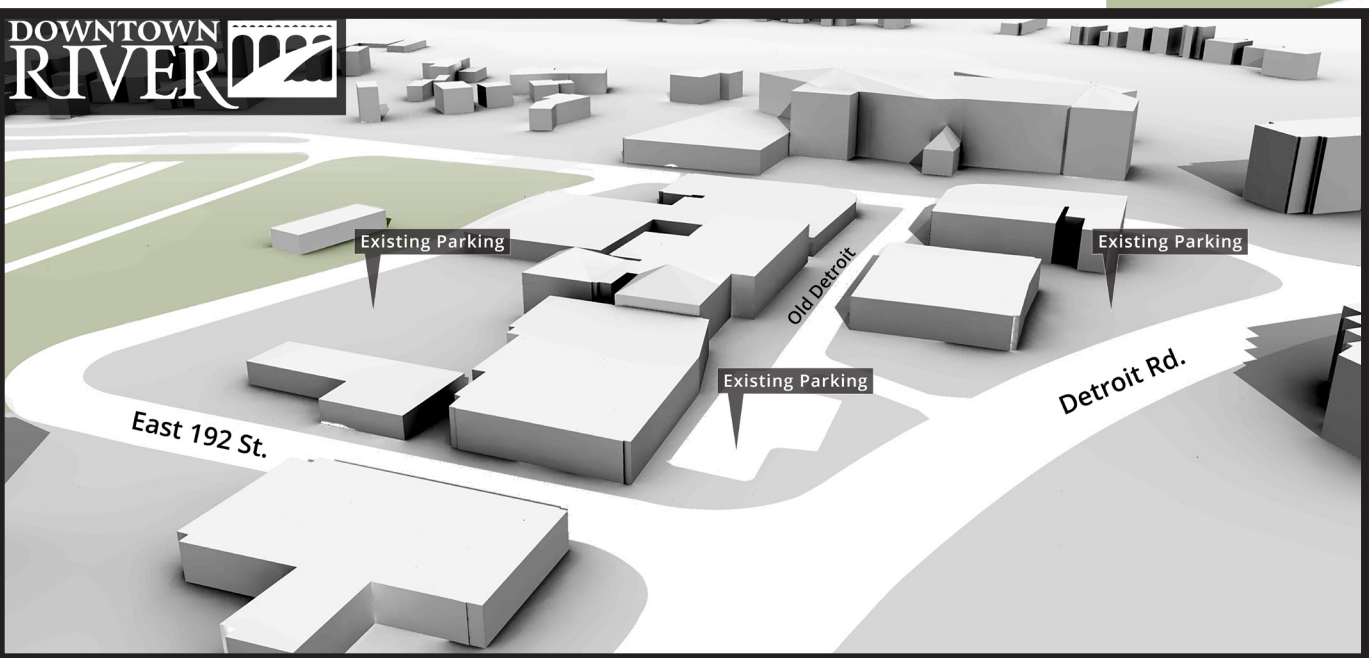 DOWNTOWN
RIVER
Existing Parking
Existing Parking
Old Detroit
Existing Parking
Detroit Rd.
East 192 St.